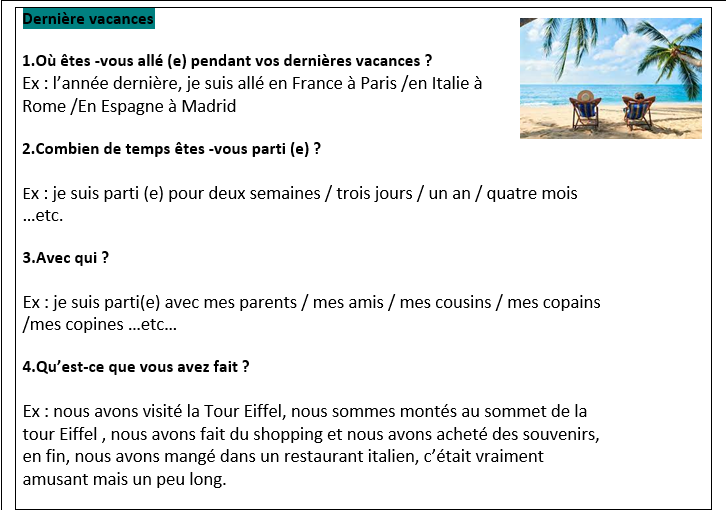 Dernière vacances
1.Où êtes -vous allé (e) pendant vos dernières vacances ?
Ex : l’année dernière, je suis allé en France à Paris /en Italie à
Rome /En Espagne à Madrid
2.Combien de temps êtes -vous parti (e) ?
Ex : je suis parti (e) pour deux semaines / trois jours / un an / quatre mois
…etc.
3.Avec qui ?
Ex : je suis parti(e) avec mes parents / mes amis / mes cousins / mes copains
/mes copines …etc…
4.Qu’est-ce que vous avez fait ?
Ex : nous avons visité la Tour Eiffel, nous sommes montés au sommet de la
tour Eiffel , nous avons fait du shopping et nous avons acheté des souvenirs,
en fin, nous avons mangé dans un restaurant italien, c’était vraiment
amusant mais un peu long.